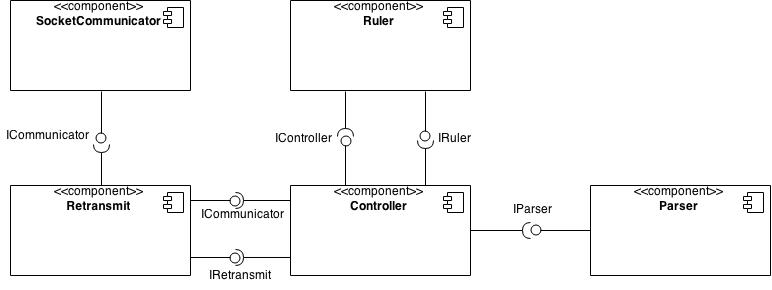 <<component>>
SocketCommunicator
<<component>>
Ruler
ICommunicator
IController
IRuler
<<component>>
Retransmit
<<component>>
Controller
<<component>>
Parser
ICommunicator
IParser
IRetransmit